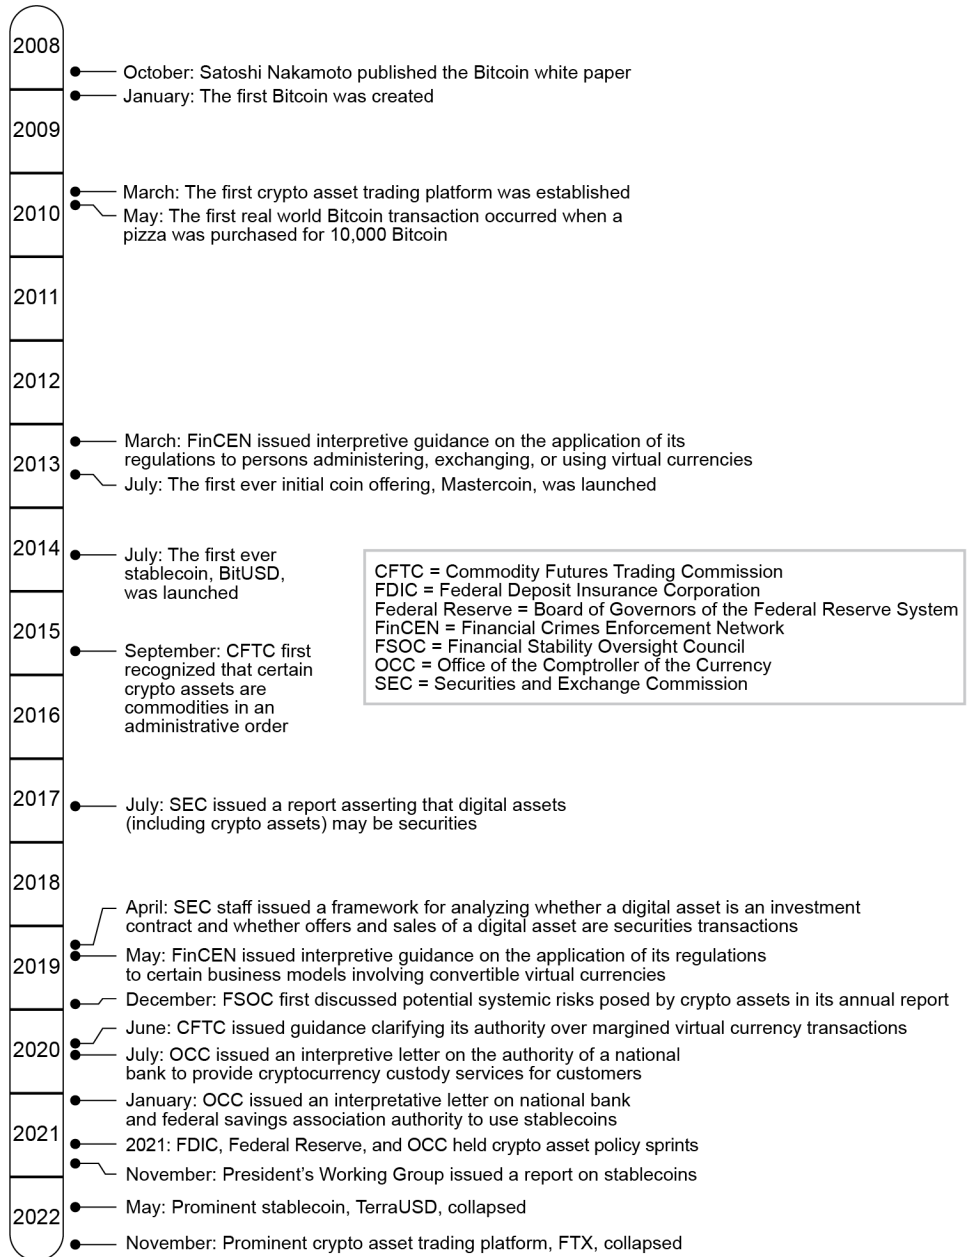 2008
October: Satoshi Nakamoto published the Bitcoin white paper
January: The first Bitcoin was created
2009
March: The first crypto asset trading platform was established
2010
May: The first real world Bitcoin transaction occurred when a
pizza was purchased for 10,000 Bitcoin
2011
2012
March: FinCEN issued interpretive guidance on the application of its
regulations to persons administering, exchanging, or using virtual currencies
2013
July: The first ever initial coin offering, Mastercoin, was launched
2014
July: The first ever
stablecoin, BitUSD,
was launched
CFTC = Commodity Futures Trading Commission
FDIC = Federal Deposit Insurance Corporation
Federal Reserve = Board of Governors of the Federal Reserve System
FinCEN = Financial Crimes Enforcement Network
FSOC = Financial Stability Oversight Council
OCC = Office of the Comptroller of the Currency
SEC = Securities and Exchange Commission
2015
September: CFTC first
recognized that certain
crypto assets are
commodities in an
administrative order
2016
2017
July: SEC issued a report asserting that digital assets
(including crypto assets) may be securities
2018
April: SEC staff issued a framework for analyzing whether a digital asset is an investment
contract and whether offers and sales of a digital asset are securities transactions
2019
May: FinCEN issued interpretive guidance on the application of its regulations
to certain business models involving convertible virtual currencies
December: FSOC first discussed potential systemic risks posed by crypto assets in its annual report
June: CFTC issued guidance clarifying its authority over margined virtual currency transactions
2020
July: OCC issued an interpretive letter on the authority of a national
bank to provide cryptocurrency custody services for customers
January: OCC issued an interpretative letter on national bank
and federal savings association authority to use stablecoins
2021
2021: FDIC, Federal Reserve, and OCC held crypto asset policy sprints
November: President's Working Group issued a report on stablecoins
May: Prominent stablecoin, TerraUSD, collapsed
2022
November: Prominent crypto asset trading platform, FTX, collapsed